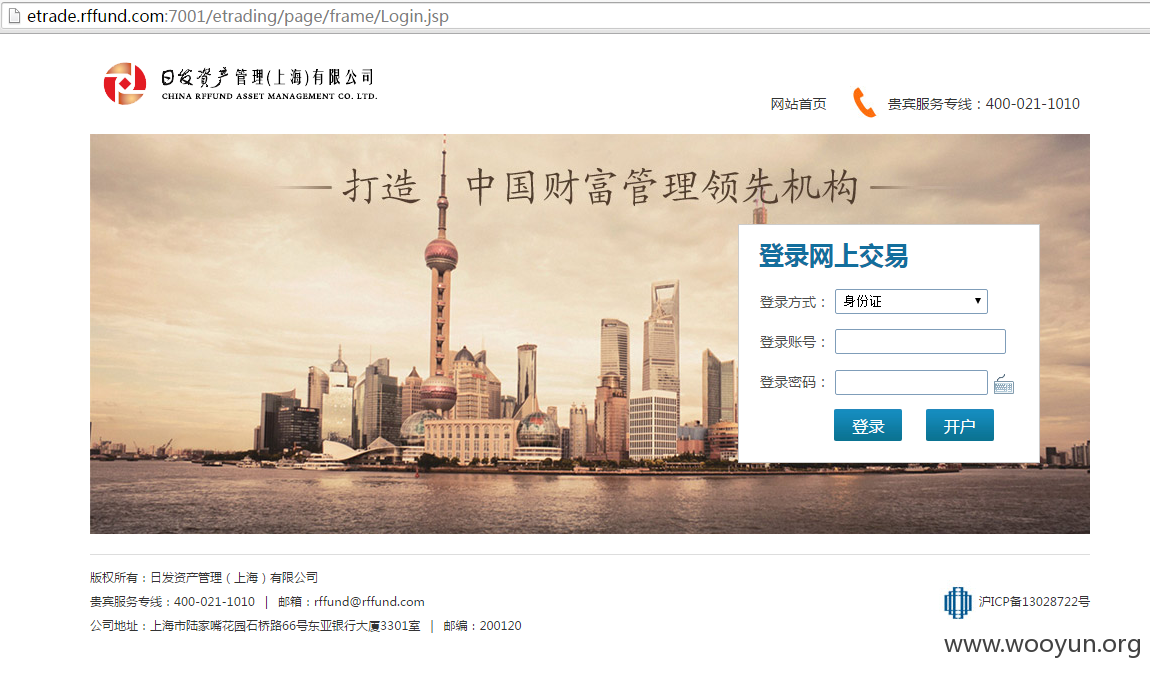 etrade.rffund.com:7001/etrading/page/frame/Login.jsp
日发资产管理(上海)有限公司
CHINA RFFUND ASSET MANAGEMENT CO. LTD.
网站首页 贵宾服务专线：400-021-1010
打造 中国财富管理领先机构
登录网上交易
登录方式： 身份证
登录账号：
登录密码：
登录 开户
版权所有：日发资产管理（上海）有限公司
贵宾服务专线：400-021-1010 | 邮箱：rffund@rffund.com
沪ICP备13028722号
公司地址：上海市陆家嘴花园石桥路66号东亚银行大厦3301室 | 邮编：200120
www.wooyun.org